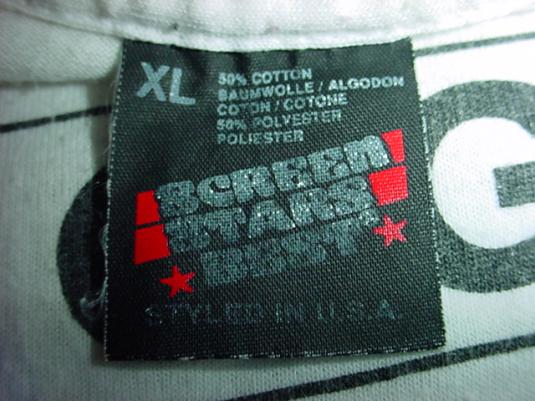 XL
50% COTTON
BAUMWOLLE / ALGODON
COTON / COTONE
50% POLYESTER
POLIESTER
SCREEN
STARS
BEST
STYLED IN U.S.A
G